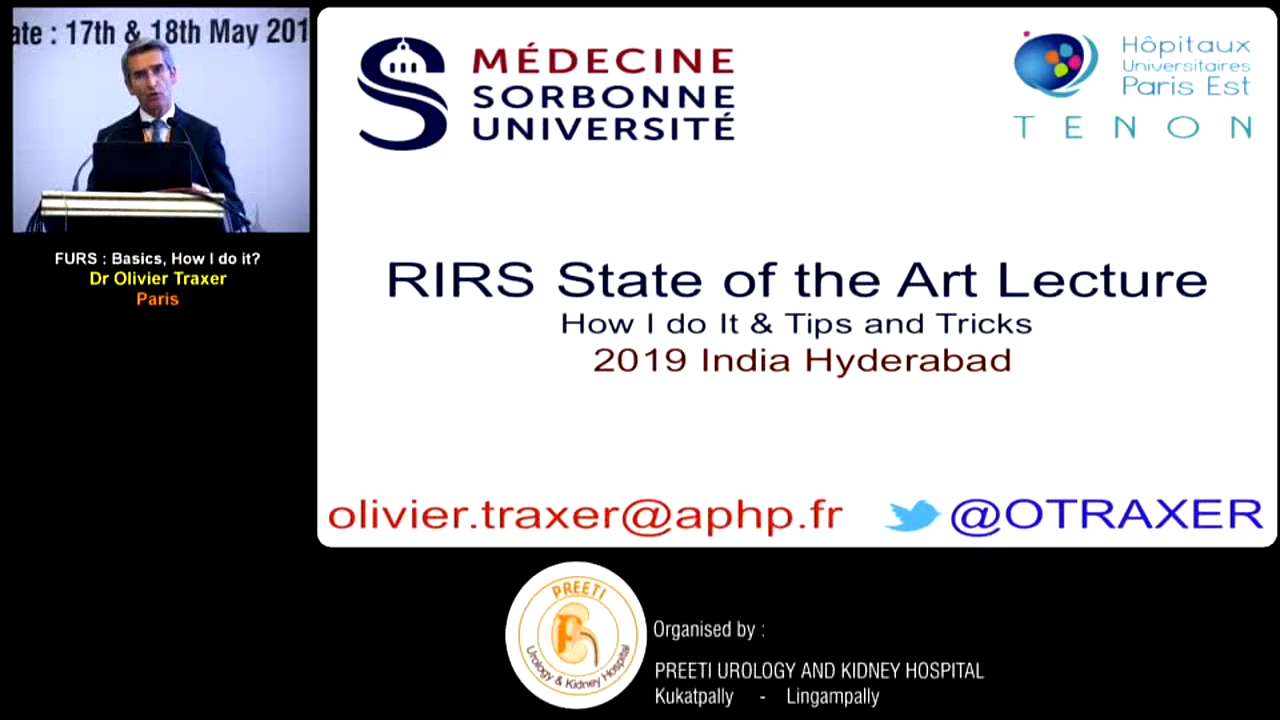 ate : 17th & 18th May 201
FURS : Basics, How I do it?
Dr Olivier Traxer
Paris
MÉDECINE
SORBONNE
UNIVERSITÉ
Hôpitaux
Universitaires
Paris Est
TENON
RIRS State of the Art Lecture
How I do It & Tips and Tricks
2019 India Hyderabad
olivier.traxer@aphp.fr
@OTRAXER
PREETI
Urology & Kidney Hospital
Organised by :
PREETI UROLOGY AND KIDNEY HOSPITAL
Kukatpally - Lingampally